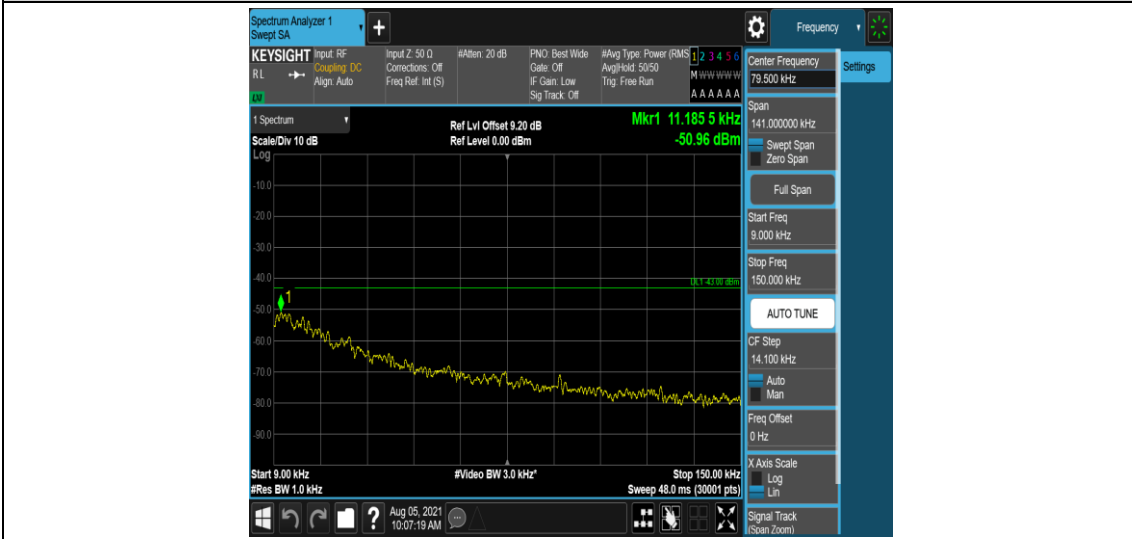 Spectrum Analyzer 1
Swept SA
+
Frequency
KEYSIGHT
RL
Input: RF
Coupling: DC
Align: Auto
Input Z: 50 Ω
Corrections: Off
Freq Ref: Int (S)
#Atten: 20 dB
PNO: Best Wide
Gate: Off
IF Gain: Low
Sig Track: Off
#Avg Type: Power (RMS
Avg|Hold: 50/50
Trig: Free Run
1 2 3 4 5 6
M W W W W W
A A A A A A
1 Spectrum
Scale/Div 10 dB
Log
Ref Lvl Offset 9.20 dB
Ref Level 0.00 dBm
Mkr1 11.185 5 kHz
-50.96 dBm
-10.0
-20.0
-30.0
-40.0
DL1 -43.00 dBm
1
-50.0
-60.0
-70.0
-80.0
-90.0
Start 9.00 kHz
#Res BW 1.0 kHz
#Video BW 3.0 kHz*
Stop 150.00 kHz
Sweep 48.0 ms (30001 pts)
?
Aug 05, 2021
10:07:19 AM
Center Frequency
79.500 kHz
Settings
Span
141.000000 kHz
Swept Span
Zero Span
Full Span
Start Freq
9.000 kHz
Stop Freq
150.000 kHz
AUTO TUNE
CF Step
14.100 kHz
Auto
Man
Freq Offset
0 Hz
X Axis Scale
Log
Lin
Signal Track
(Span Zoom)